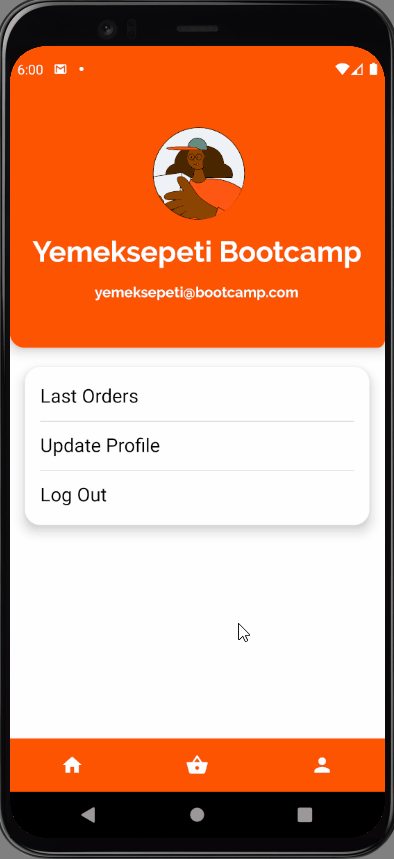 6:00
Yemeksepeti Bootcamp
yemeksepeti@bootcamp.com
Last Orders
Update Profile
Log Out